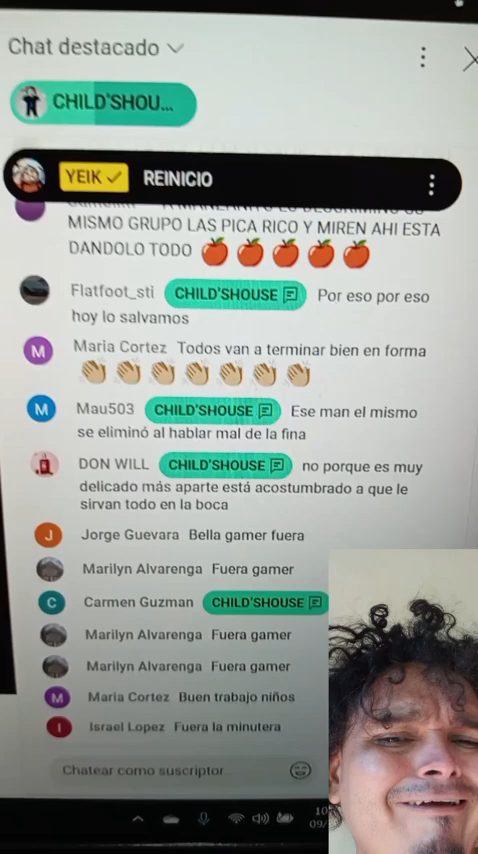 Chat destacado
CHILD'SHOU...
YEIK REINICIO
MISMO GRUPO LAS PICA RICO Y MIREN AHI ESTA
DANDOLO TODO 🍎🍎🍎🍎🍎
Flatfoot_sti CHILD'SHOUSE Por eso por eso
hoy lo salvamos
M Maria Cortez Todos van a terminar bien en forma
👏🏼👏🏼👏🏼👏🏼👏🏼👏🏼👏🏼
M Mau503 CHILD'SHOUSE Ese man el mismo
se eliminó al hablar mal de la fina
DON WILL CHILD'SHOUSE no porque es muy
delicado más aparte está acostumbrado a que le
sirvan todo en la boca
J Jorge Guevara Bella gamer fuera
Marilyn Alvarenga Fuera gamer
C Carmen Guzman CHILD'SHOUSE
Marilyn Alvarenga Fuera gamer
Marilyn Alvarenga Fuera gamer
M Maria Cortez Buen trabajo niños
I Israel Lopez Fuera la minutera
Chatear como suscriptor...
10
09/